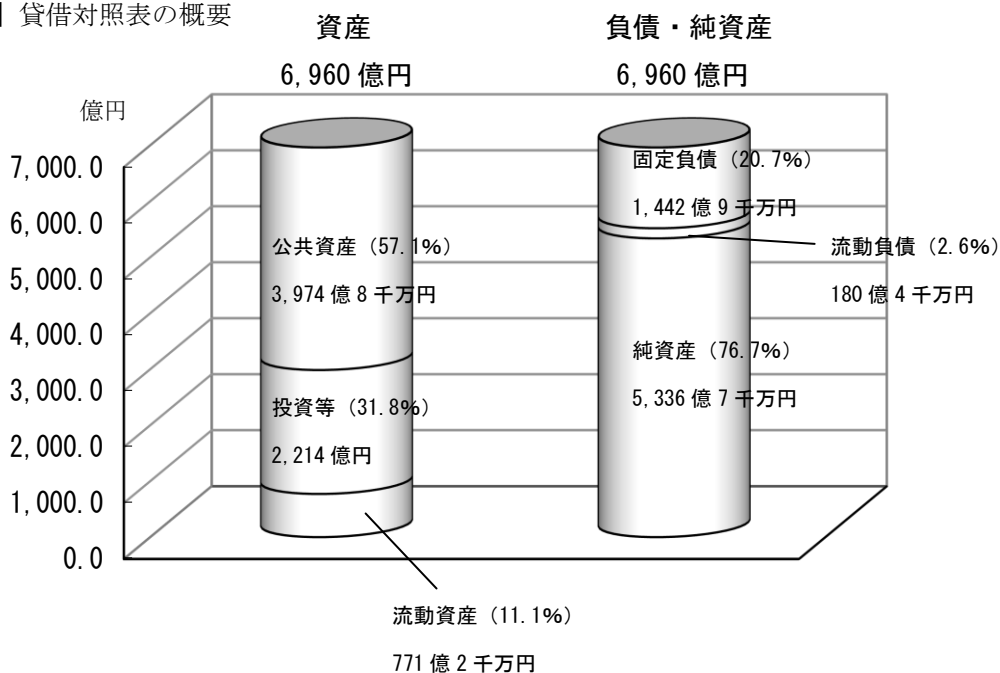 貸借対照表の概要
資産
6,960 億円
負債・純資産
6,960 億円
億円
7,000.0
6,000.0
5,000.0
4,000.0
3,000.0
2,000.0
1,000.0
0.0
公共資産（57.1%）
3,974 億 8 千万円
投資等（31.8%）
2,214 億円
流動資産（11.1%）
771 億 2 千万円
固定負債（20.7%）
1,442 億 9 千万円
流動負債（2.6%）
180 億 4 千万円
純資産（76.7%）
5,336 億 7 千万円